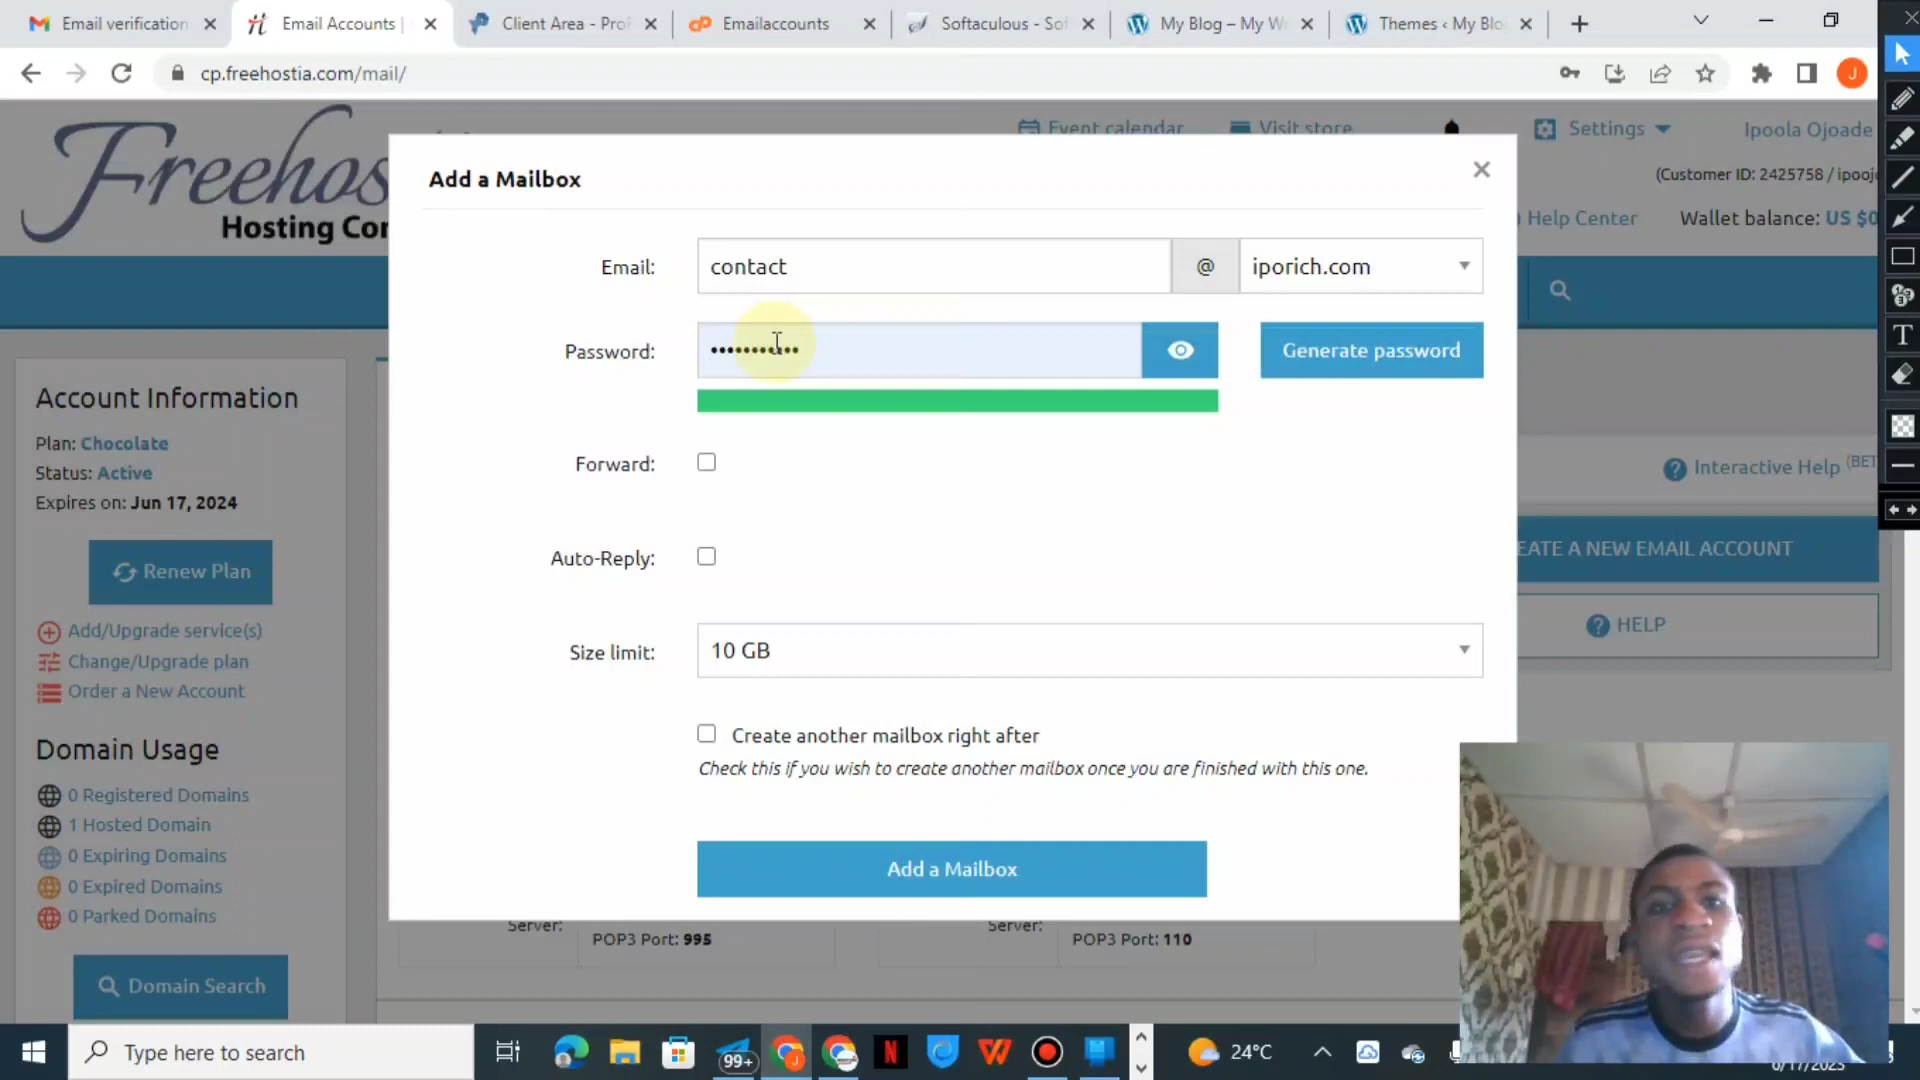 Email verification
Email Accounts |
Client Area - Pro
Emailaccounts
Softaculous - Sof
My Blog – My W
Themes ‹ My Blo
cp.freehostia.com/mail/
J
Freehos
Hosting Cor
Event calendar
Visit store
Settings
Ipoola Ojoade
(Customer ID: 2425758 / ipooj
Help Center
Wallet balance: US $0
Add a Mailbox
Email:
contact
@
iporich.com
Password:
Generate password
Forward:
Auto-Reply:
Size limit:
10 GB
Create another mailbox right after
Check this if you wish to create another mailbox once you are finished with this one.
Add a Mailbox
Account Information
Plan: Chocolate
Status: Active
Expires on: Jun 17, 2024
Renew Plan
Add/Upgrade service(s)
Change/Upgrade plan
Order a New Account
Domain Usage
0 Registered Domains
1 Hosted Domain
0 Expiring Domains
0 Expired Domains
0 Parked Domains
Domain Search
Interactive Help (BET
EATE A NEW EMAIL ACCOUNT
HELP
Server:
POP3 Port: 995
Server:
POP3 Port: 110
Type here to search
99+
24°C
6/17/2023